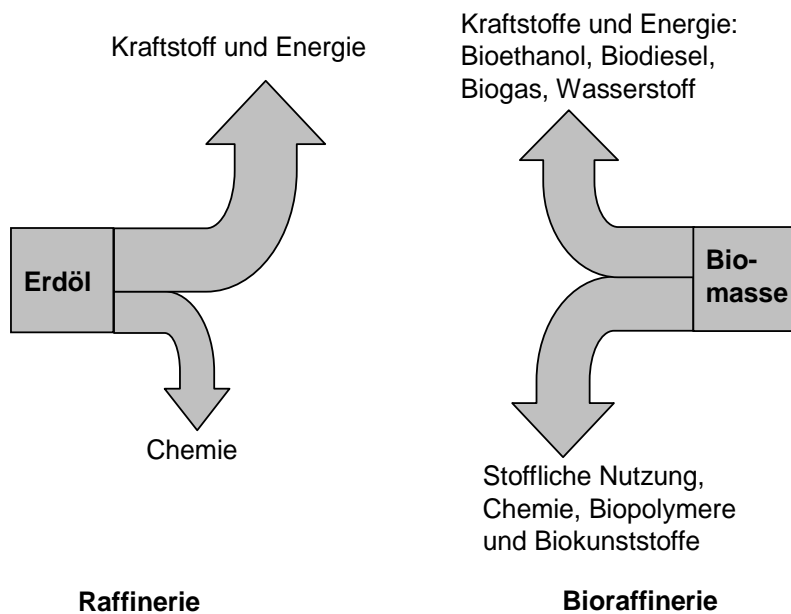 Kraftstoff und Energie
Erdöl
Chemie
Raffinerie
Kraftstoffe und Energie:
Bioethanol, Biodiesel,
Biogas, Wasserstoff
Bio-
masse
Stoffliche Nutzung,
Chemie, Biopolymere
und Biokunststoffe
Bioraffinerie